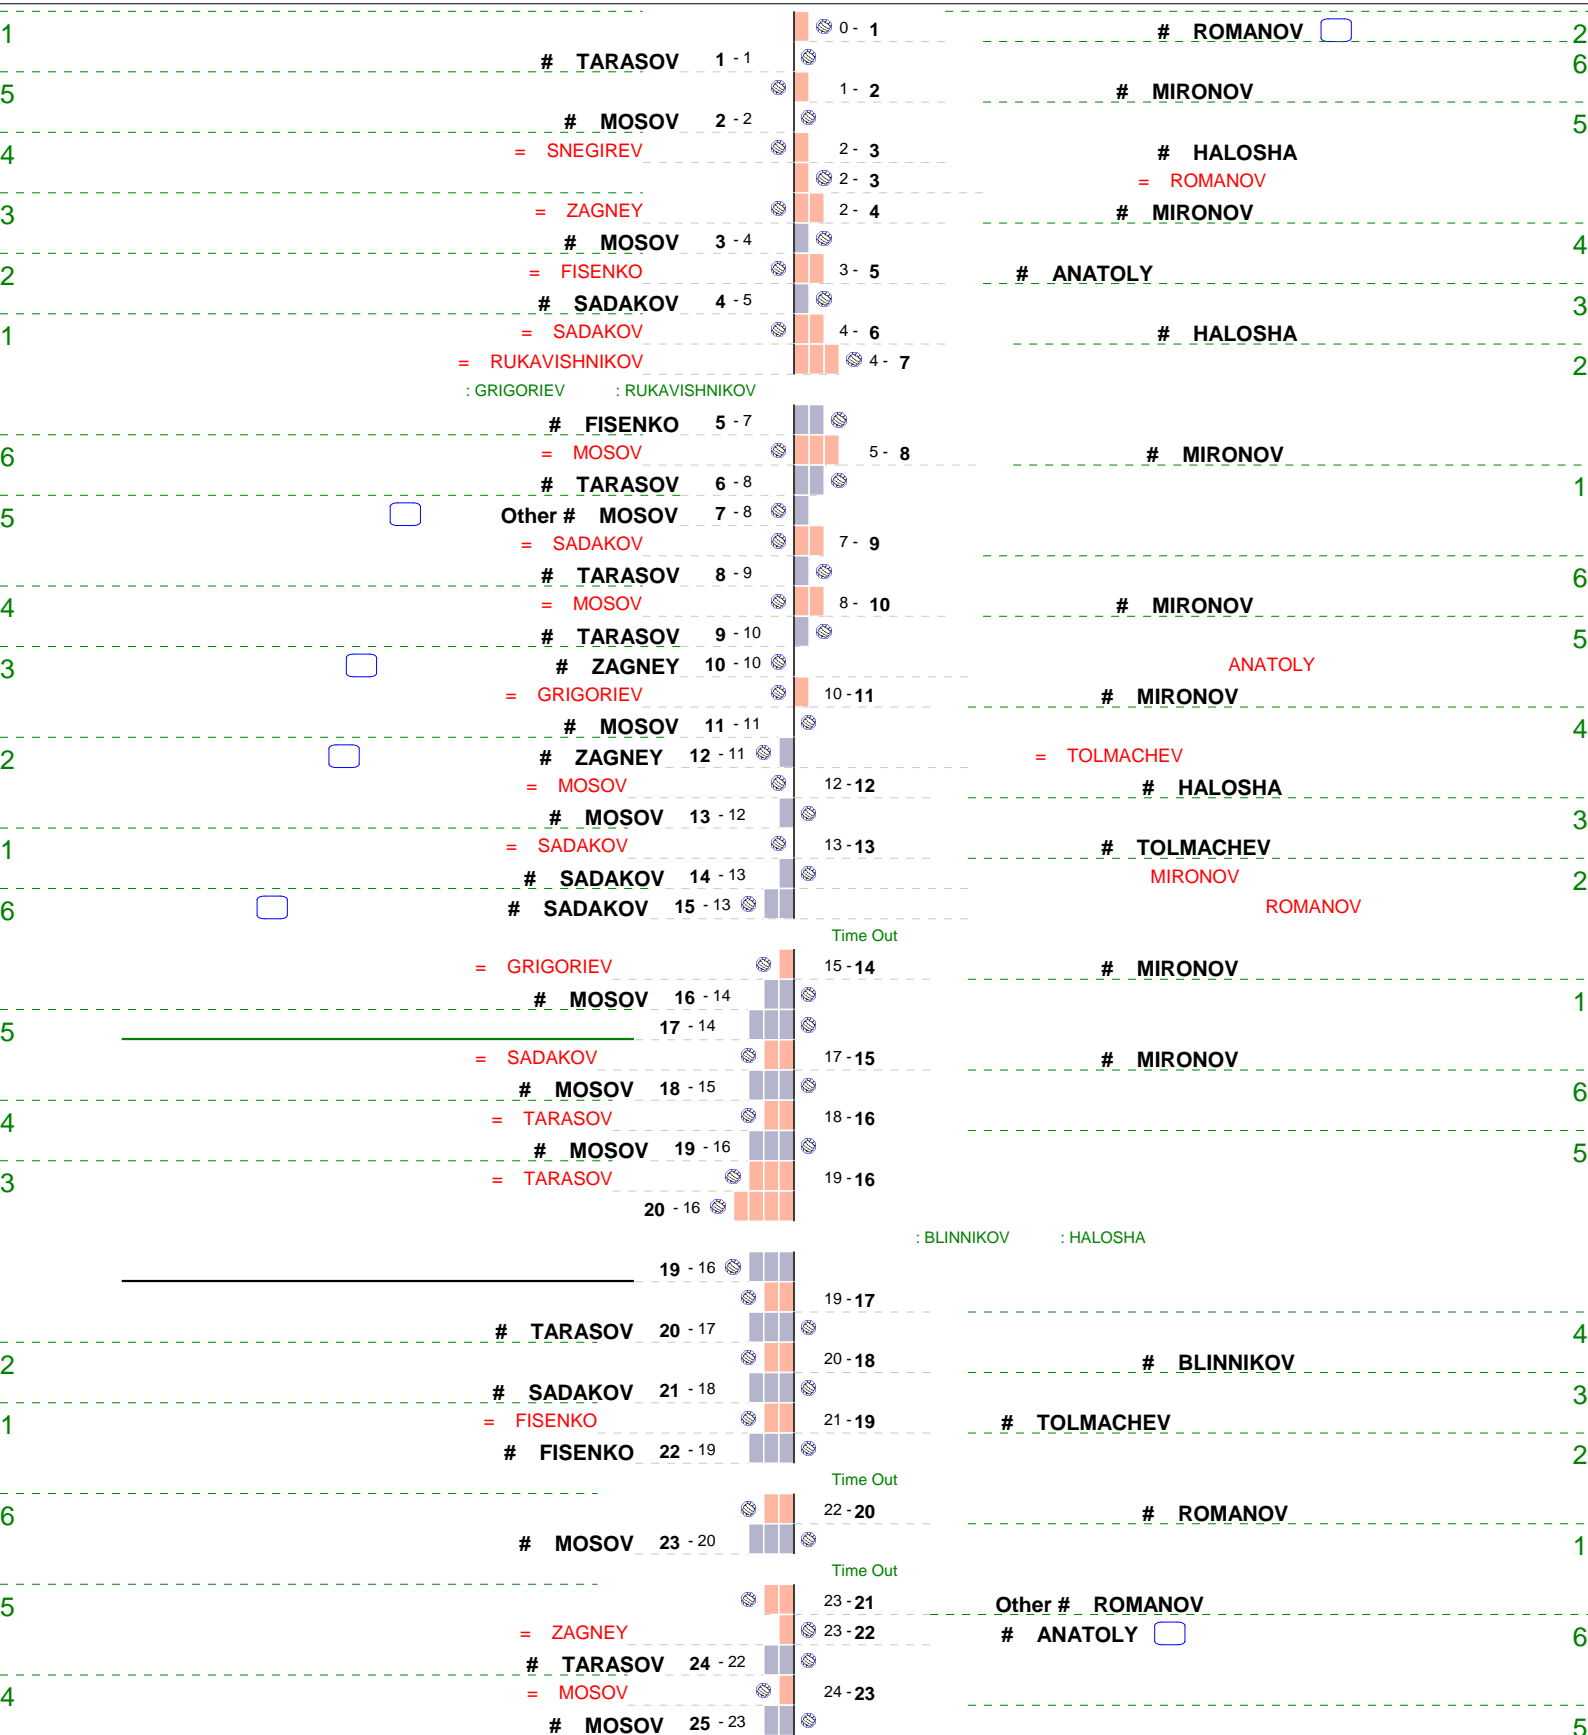 1 0 - 1 # ROMANOV 2
# TARASOV 1 - 1 6
5 1 - 2 # MIRONOV
# MOSOV 2 - 2 5
4 = SNEGIREV 2 - 3 # HALOSHA
2 - 3 = ROMANOV
3 = ZAGNEY 2 - 4 # MIRONOV
# MOSOV 3 - 4 4
2 = FISENKO 3 - 5 # ANATOLY
# SADAKOV 4 - 5 3
1 = SADAKOV 4 - 6 # HALOSHA
= RUKAVISHNIKOV 4 - 7 2
: GRIGORIEV : RUKAVISHNIKOV
# FISENKO 5 - 7
6 = MOSOV 5 - 8 # MIRONOV
# TARASOV 6 - 8 1
5 Other # MOSOV 7 - 8
= SADAKOV 7 - 9
# TARASOV 8 - 9 6
4 = MOSOV 8 - 10 # MIRONOV
# TARASOV 9 - 10 5
3 # ZAGNEY 10 - 10 ANATOLY
= GRIGORIEV 10 - 11 # MIRONOV
# MOSOV 11 - 11 4
2 # ZAGNEY 12 - 11 = TOLMACHEV
= MOSOV 12 - 12 # HALOSHA
# MOSOV 13 - 12 3
1 = SADAKOV 13 - 13 # TOLMACHEV
# SADAKOV 14 - 13 MIRONOV 2
6 # SADAKOV 15 - 13 ROMANOV
Time Out
= GRIGORIEV 15 - 14 # MIRONOV
# MOSOV 16 - 14 1
5 17 - 14
= SADAKOV 17 - 15 # MIRONOV
# MOSOV 18 - 15 6
4 = TARASOV 18 - 16
# MOSOV 19 - 16 5
3 = TARASOV 19 - 16
20 - 16
: BLINNIKOV : HALOSHA
19 - 16
19 - 17
# TARASOV 20 - 17 4
2 20 - 18 # BLINNIKOV
# SADAKOV 21 - 18 3
1 = FISENKO 21 - 19 # TOLMACHEV
# FISENKO 22 - 19 2
Time Out
6 22 - 20 # ROMANOV
# MOSOV 23 - 20 1
Time Out
5 23 - 21 Other # ROMANOV
= ZAGNEY 23 - 22 # ANATOLY 6
# TARASOV 24 - 22
4 = MOSOV 24 - 23
# MOSOV 25 - 23 5